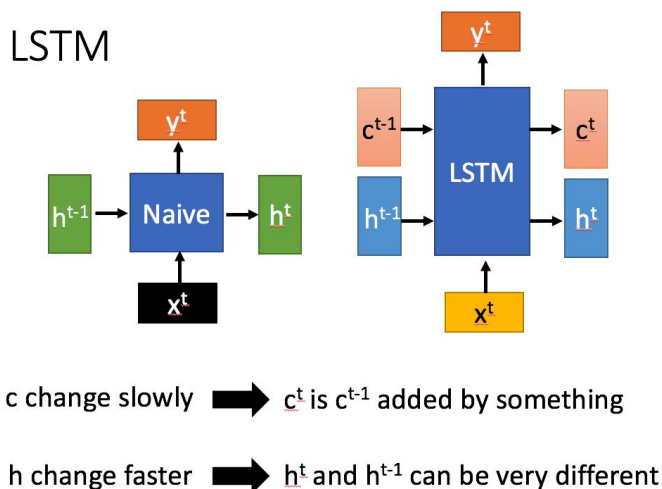 LSTM
yᵗ
hᵗ⁻¹
Naive
hᵗ
xᵗ
yᵗ
cᵗ⁻¹
cᵗ
LSTM
hᵗ⁻¹
hᵗ
xᵗ
c change slowly
cᵗ is cᵗ⁻¹ added by something
h change faster
hᵗ and hᵗ⁻¹ can be very different